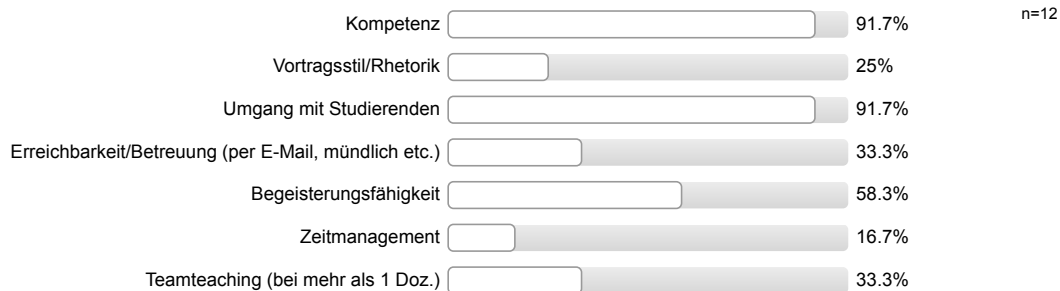 Kompetenz 91.7% n=12
Vortragsstil/Rhetorik 25%
Umgang mit Studierenden 91.7%
Erreichbarkeit/Betreuung (per E-Mail, mündlich etc.) 33.3%
Begeisterungsfähigkeit 58.3%
Zeitmanagement 16.7%
Teamteaching (bei mehr als 1 Doz.) 33.3%